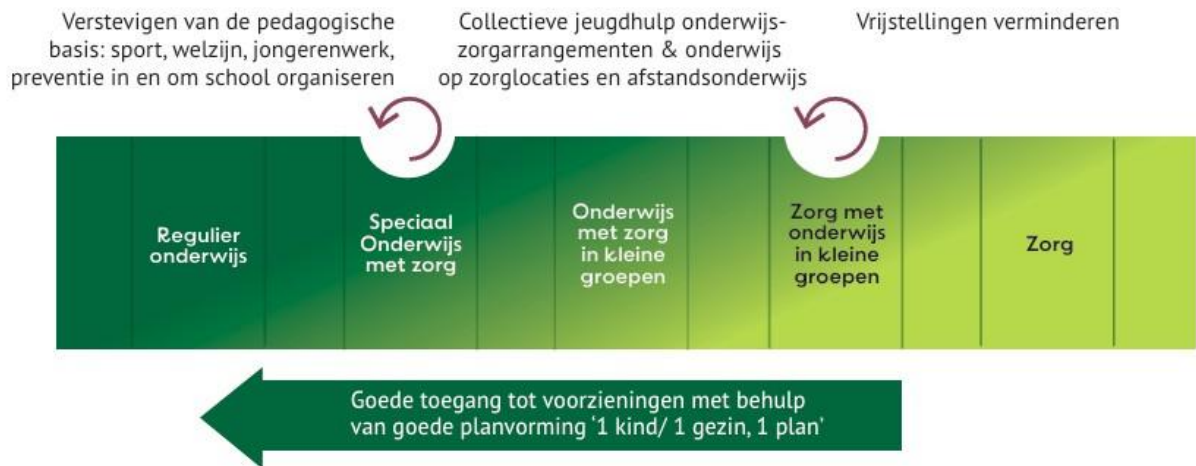 Verstevigen van de pedagogische
basis: sport, welzijn, jongerenwerk,
preventie in en om school organiseren
Collectieve jeugdhulp onderwijs-
zorgarrangementen & onderwijs
op zorglocaties en afstandsonderwijs
Vrijstellingen verminderen
Regulier
onderwijs
Speciaal
Onderwijs
met zorg
Onderwijs
met zorg
in kleine
groepen
Zorg met
onderwijs
in kleine
groepen
Zorg
Goede toegang tot voorzieningen met behulp
van goede planvorming ‘1 kind/ 1 gezin, 1 plan’